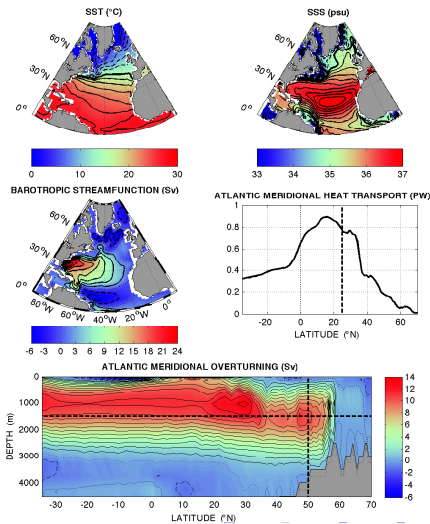 SST (°C)
SSS (psu)
60°N
30°N
0°
60°N
30°N
0°
0 10 20 30
33 34 35 36 37
BAROTROPIC STREAMFUNCTION (Sv)
ATLANTIC MERIDIONAL HEAT TRANSPORT (PW)
60°N
30°N
0°
80°W 60°W 40°W 20°W 0°
-6 -3 0 3 6 9 12 15 18 21 24
1
0.8
0.6
0.4
0.2
0
-20 0 20 40 60
LATITUDE (°N)
ATLANTIC MERIDIONAL OVERTURNING (Sv)
DEPTH (m)
0
1000
2000
3000
4000
-30 -20 -10 0 10 20 30 40 50 60 70
LATITUDE (°N)
14
12
10
8
6
4
2
0
-2
-4
-6